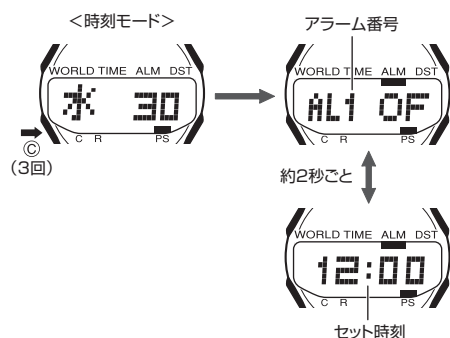 <時刻モード>
WORLD TIME ALM DST
水 30
C R PS
Ⓒ
(3回)
アラーム番号
WORLD TIME ALM DST
AL1 OF
C R PS
約2秒ごと
WORLD TIME ALM DST
12:00
C R PS
セット時刻